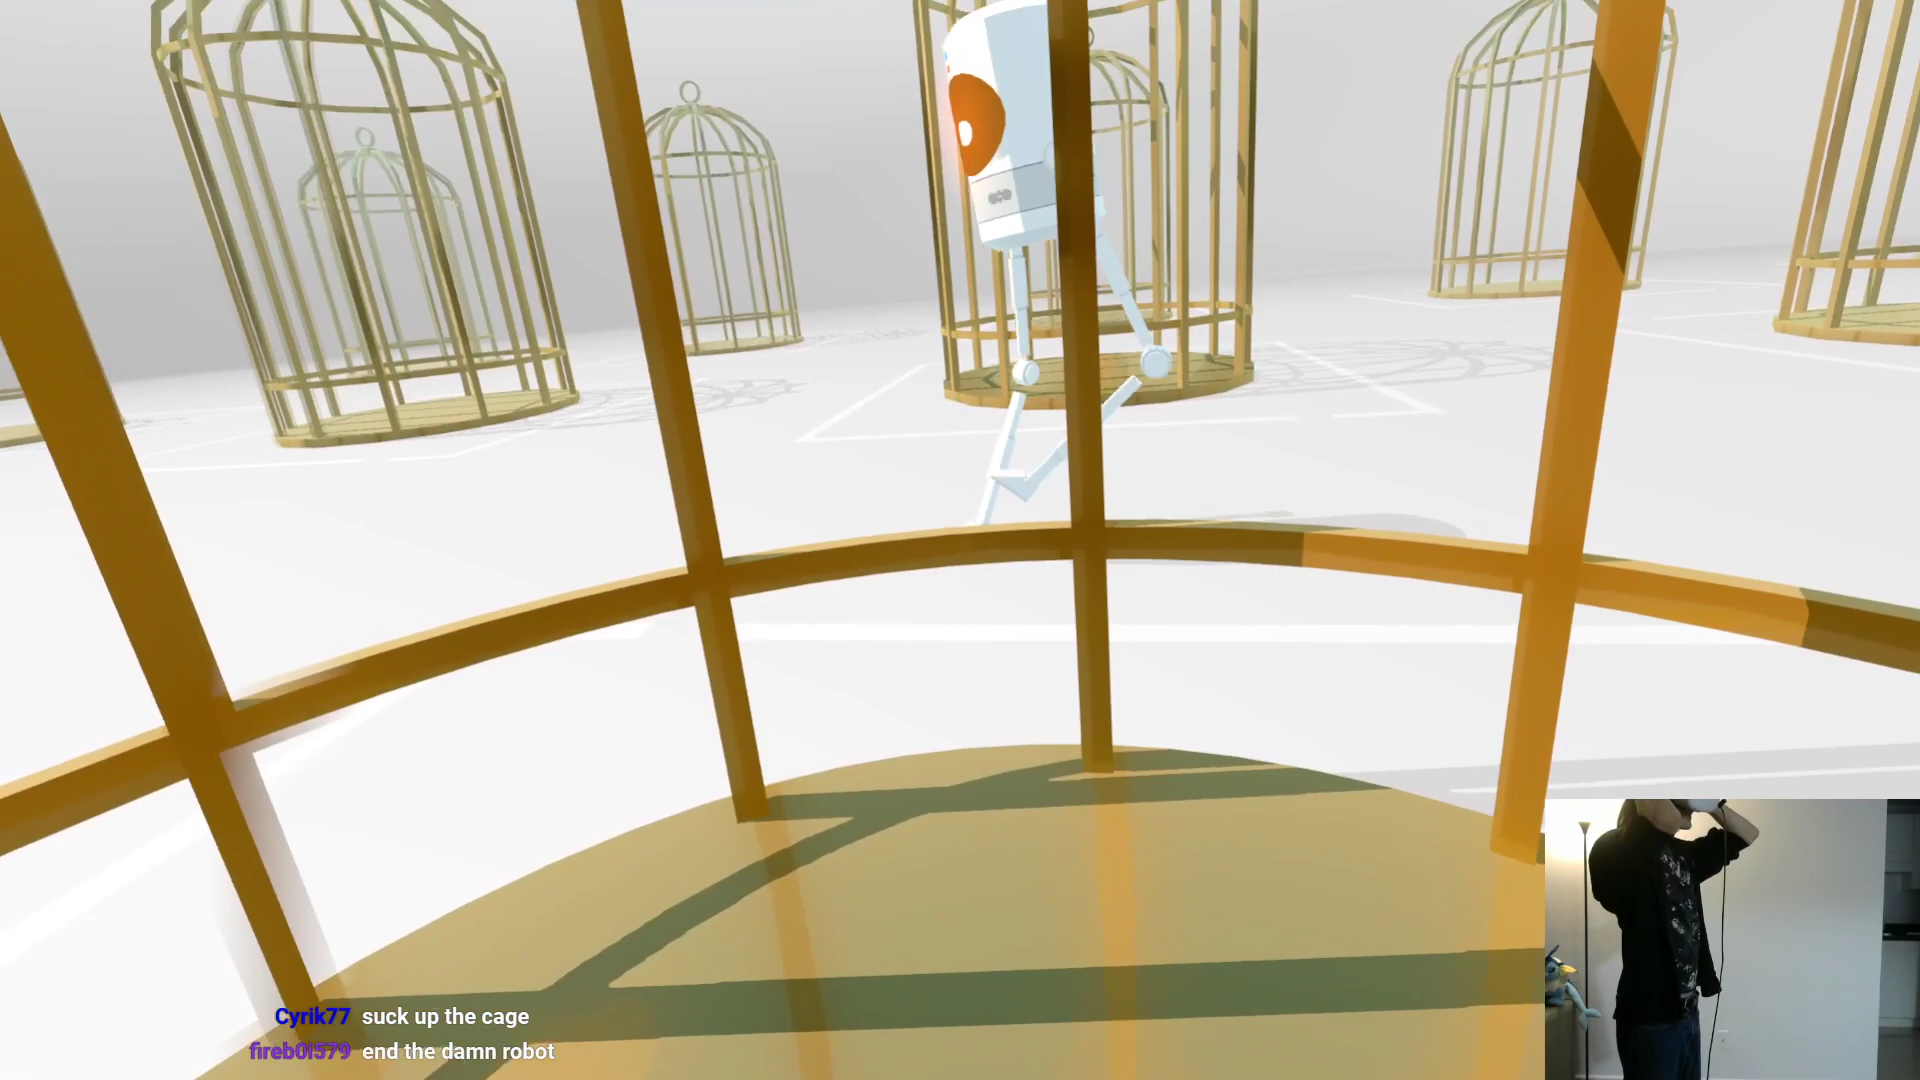 Cyrik77 suck up the cage
fireb0l579 end the damn robot